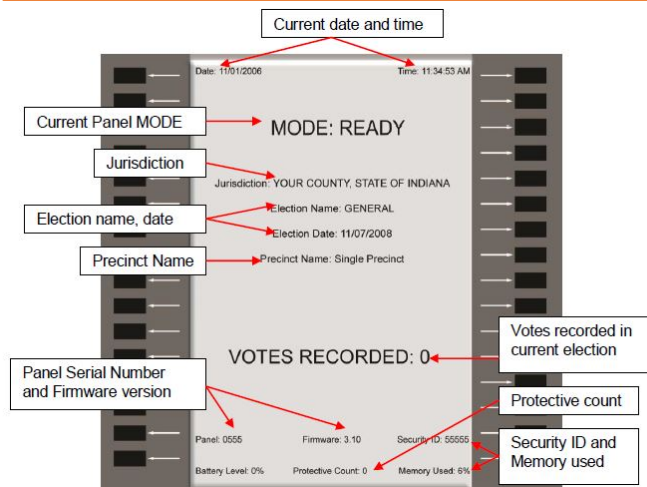 Current date and time
Date: 11/01/2006 Time: 11:34:53 AM
Current Panel MODE
MODE: READY
Jurisdiction
Jurisdiction: YOUR COUNTY, STATE OF INDIANA
Election name, date
Election Name: GENERAL
Election Date: 11/07/2008
Precinct Name
Precinct Name: Single Precinct
Votes recorded in
current election
VOTES RECORDED: 0
Panel Serial Number
and Firmware version
Protective count
Panel: 0555 Firmware: 3.10 Security ID: 55555
Security ID and
Memory used
Battery Level: 0% Protective Count: 0 Memory Used: 6%